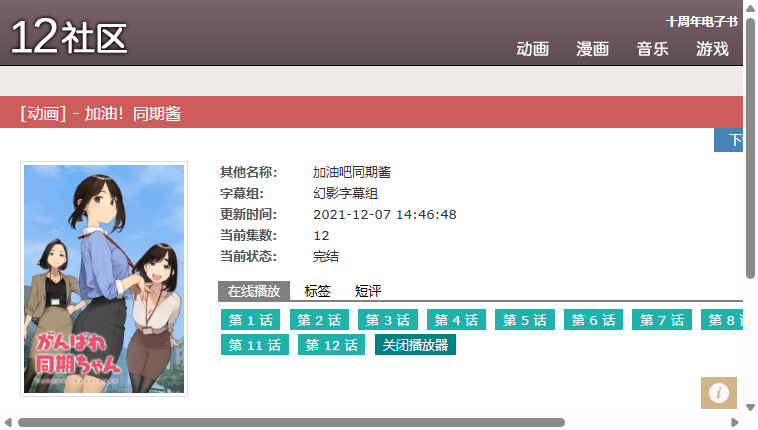 12社区
十周年电子书
动画 漫画 音乐 游戏
[动画] - 加油！同期酱
其他名称: 加油吧同期酱
字幕组: 幻影字幕组
更新时间: 2021-12-07 14:46:48
当前集数: 12
当前状态: 完结
がんばれ
同期ちゃん
在线播放 标签 短评
第 1 话 第 2 话 第 3 话 第 4 话 第 5 话 第 6 话 第 7 话 第 8
第 11 话 第 12 话 关闭播放器